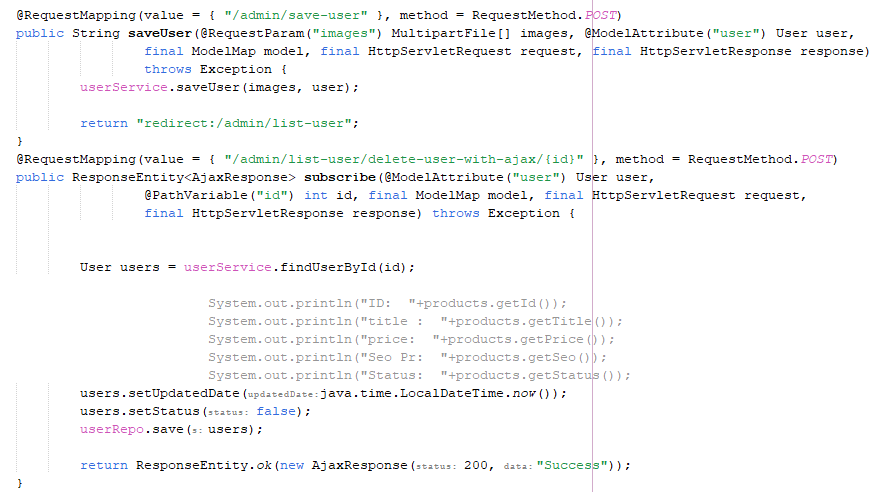 @RequestMapping(value = { "/admin/save-user" }, method = RequestMethod.POST)
public String saveUser(@RequestParam("images") MultipartFile[] images, @ModelAttribute("user") User user,
final ModelMap model, final HttpServletRequest request, final HttpServletResponse response)
throws Exception {
userService.saveUser(images, user);
return "redirect:/admin/list-user";
}
@RequestMapping(value = { "/admin/list-user/delete-user-with-ajax/{id}" }, method = RequestMethod.POST)
public ResponseEntity<AjaxResponse> subscribe(@ModelAttribute("user") User user,
@PathVariable("id") int id, final ModelMap model, final HttpServletRequest request,
final HttpServletResponse response) throws Exception {
User users = userService.findUserById(id);
System.out.println("ID:  "+products.getId());
System.out.println("title :  "+products.getTitle());
System.out.println("price:  "+products.getPrice());
System.out.println("Seo Pr:  "+products.getSeo());
System.out.println("Status:  "+products.getStatus());
users.setUpdatedDate(updatedDate:java.time.LocalDateTime.now());
users.setStatus(status: false);
userRepo.save(s: users);
return ResponseEntity.ok(new AjaxResponse(status: 200, data: "Success"));
}